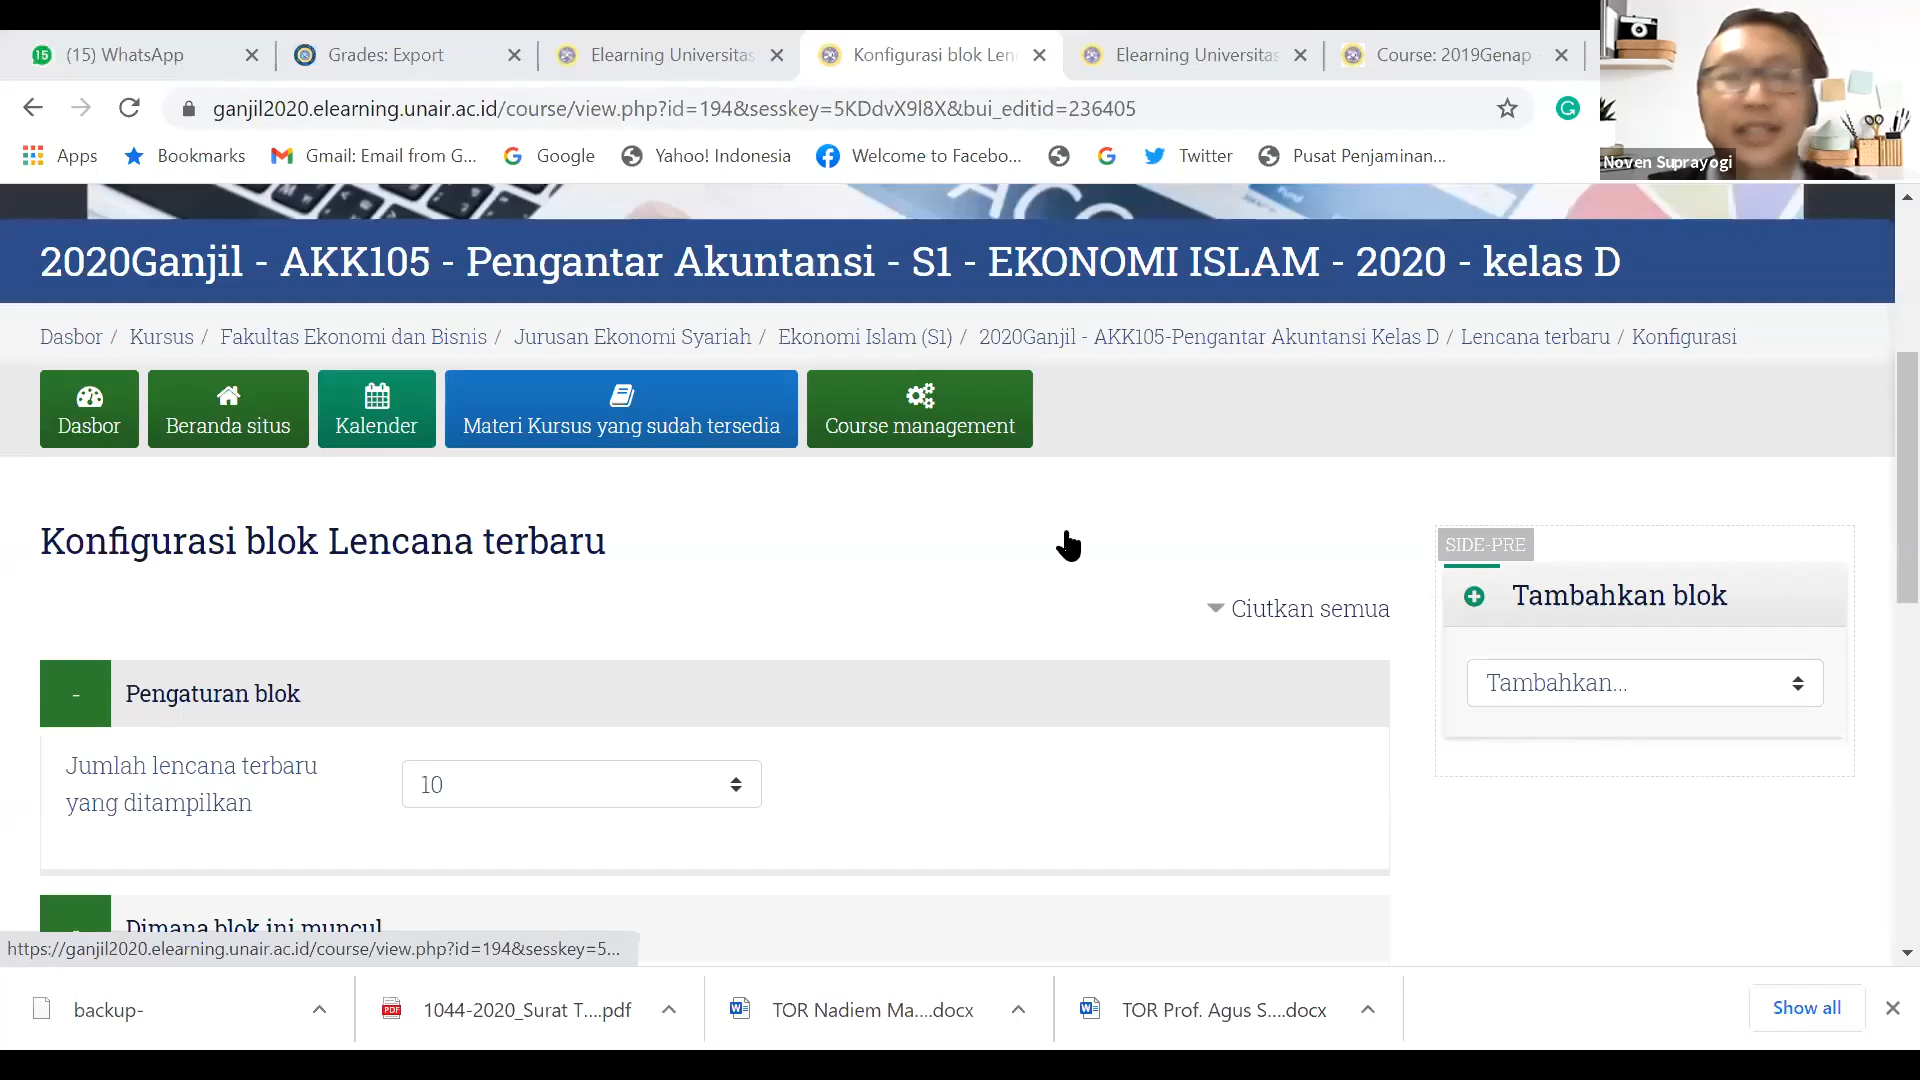 (15) WhatsApp
Grades: Export
Elearning Universitas
Konfigurasi blok Len
Elearning Universitas
Course: 2019Genap -
ganjil2020.elearning.unair.ac.id/course/view.php?id=194&sesskey=5KDdvX9l8X&bui_editid=236405
Apps
Bookmarks
Gmail: Email from G...
Google
Yahoo! Indonesia
Welcome to Facebo...
Twitter
Pusat Penjaminan...
Noven Suprayogi
2020Ganjil - AKK105 - Pengantar Akuntansi - S1 - EKONOMI ISLAM - 2020 - kelas D
Dasbor / Kursus / Fakultas Ekonomi dan Bisnis / Jurusan Ekonomi Syariah / Ekonomi Islam (S1) / 2020Ganjil - AKK105-Pengantar Akuntansi Kelas D / Lencana terbaru / Konfigurasi
Dasbor
Beranda situs
Kalender
Materi Kursus yang sudah tersedia
Course management
Konfigurasi blok Lencana terbaru
Ciutkan semua
SIDE-PRE
Tambahkan blok
Tambahkan...
- Pengaturan blok
Jumlah lencana terbaru
yang ditampilkan
10
- Dimana blok ini muncul
https://ganjil2020.elearning.unair.ac.id/course/view.php?id=194&sesskey=5...
backup-
1044-2020_Surat T....pdf
TOR Nadiem Ma....docx
TOR Prof. Agus S....docx
Show all